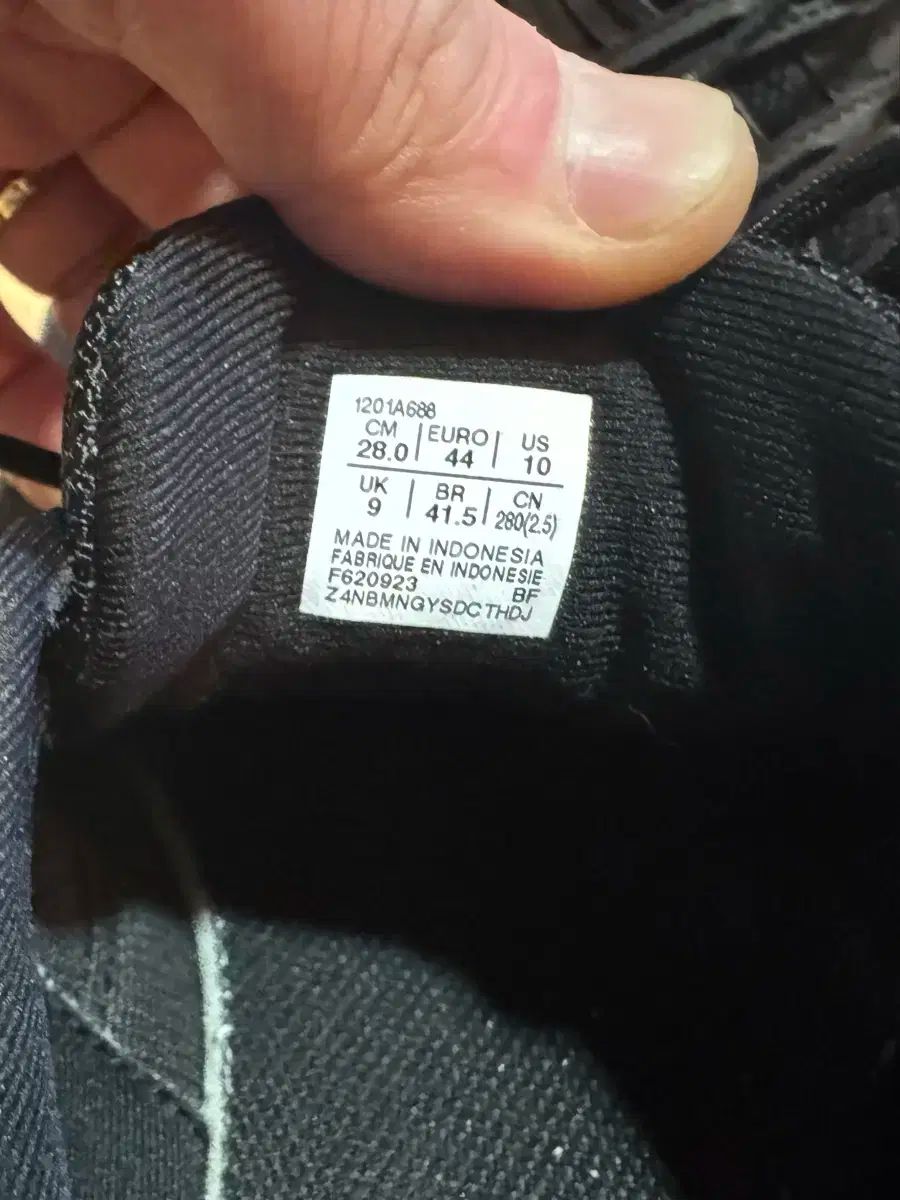 1201A688
CM | EURO | US
28.0 | 44 | 10
UK | BR | CN
9 | 41.5 | 280(2.5)
MADE IN INDONESIA
FABRIQUE EN INDONESIE
F620923 BF
Z4NBMNQYSDCTHDJ